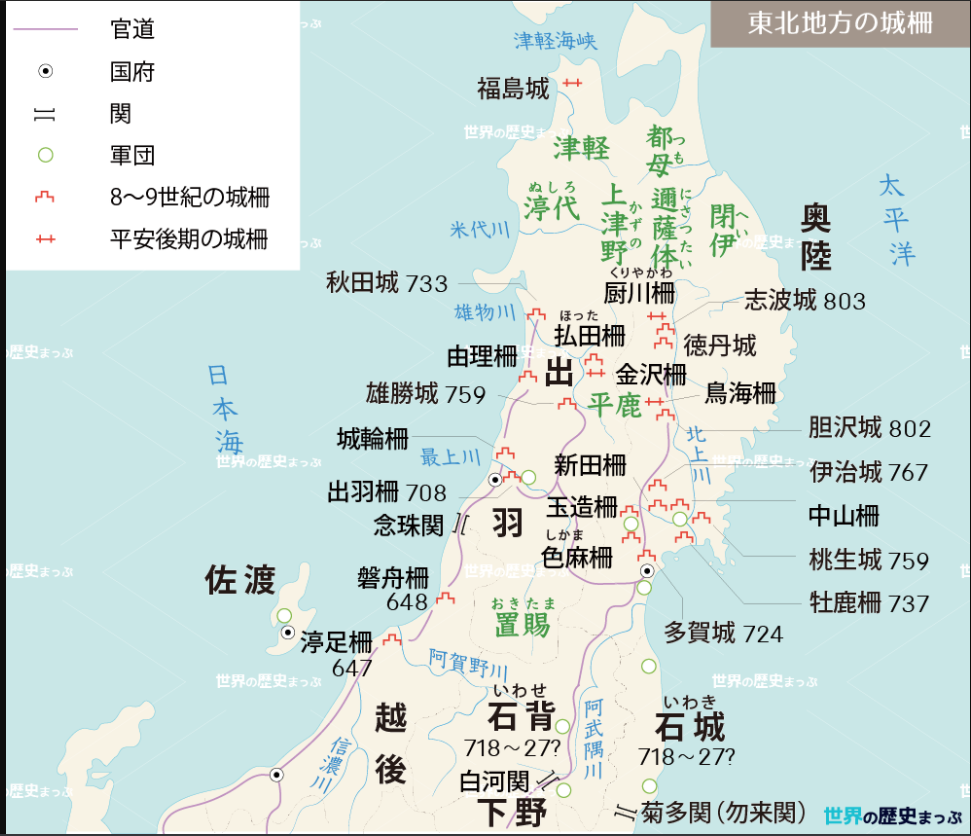 東北地方の城柵
官道
国府
関
軍団
8〜9世紀の城柵
平安後期の城柵
津軽海峡
福島城
世界の歴史まっぷ
津軽
都母
つも
渟代
ぬしろ
上津野
かずの
邇薩体
にさったい
閉伊
へい
奥陸
太平洋
米代川
秋田城 733
厨川柵
くりやかわ
志波城 803
雄物川
払田柵
ほった
徳丹城
由理柵
出
金沢柵
雄勝城 759
平鹿
鳥海柵
日本海
城輪柵
最上川
北上川
胆沢城 802
新田柵
伊治城 767
出羽柵 708
玉造柵
中山柵
念珠関
羽
色麻柵
しかま
桃生城 759
佐渡
磐舟柵
648
置賜
おきたま
牡鹿柵 737
多賀城 724
渟足柵
647
阿賀野川
石背
いわせ
718〜27?
阿武隈川
石城
いわき
718〜27?
越後
信濃川
白河関
下野
菊多関(勿来関)
世界の歴史まっぷ